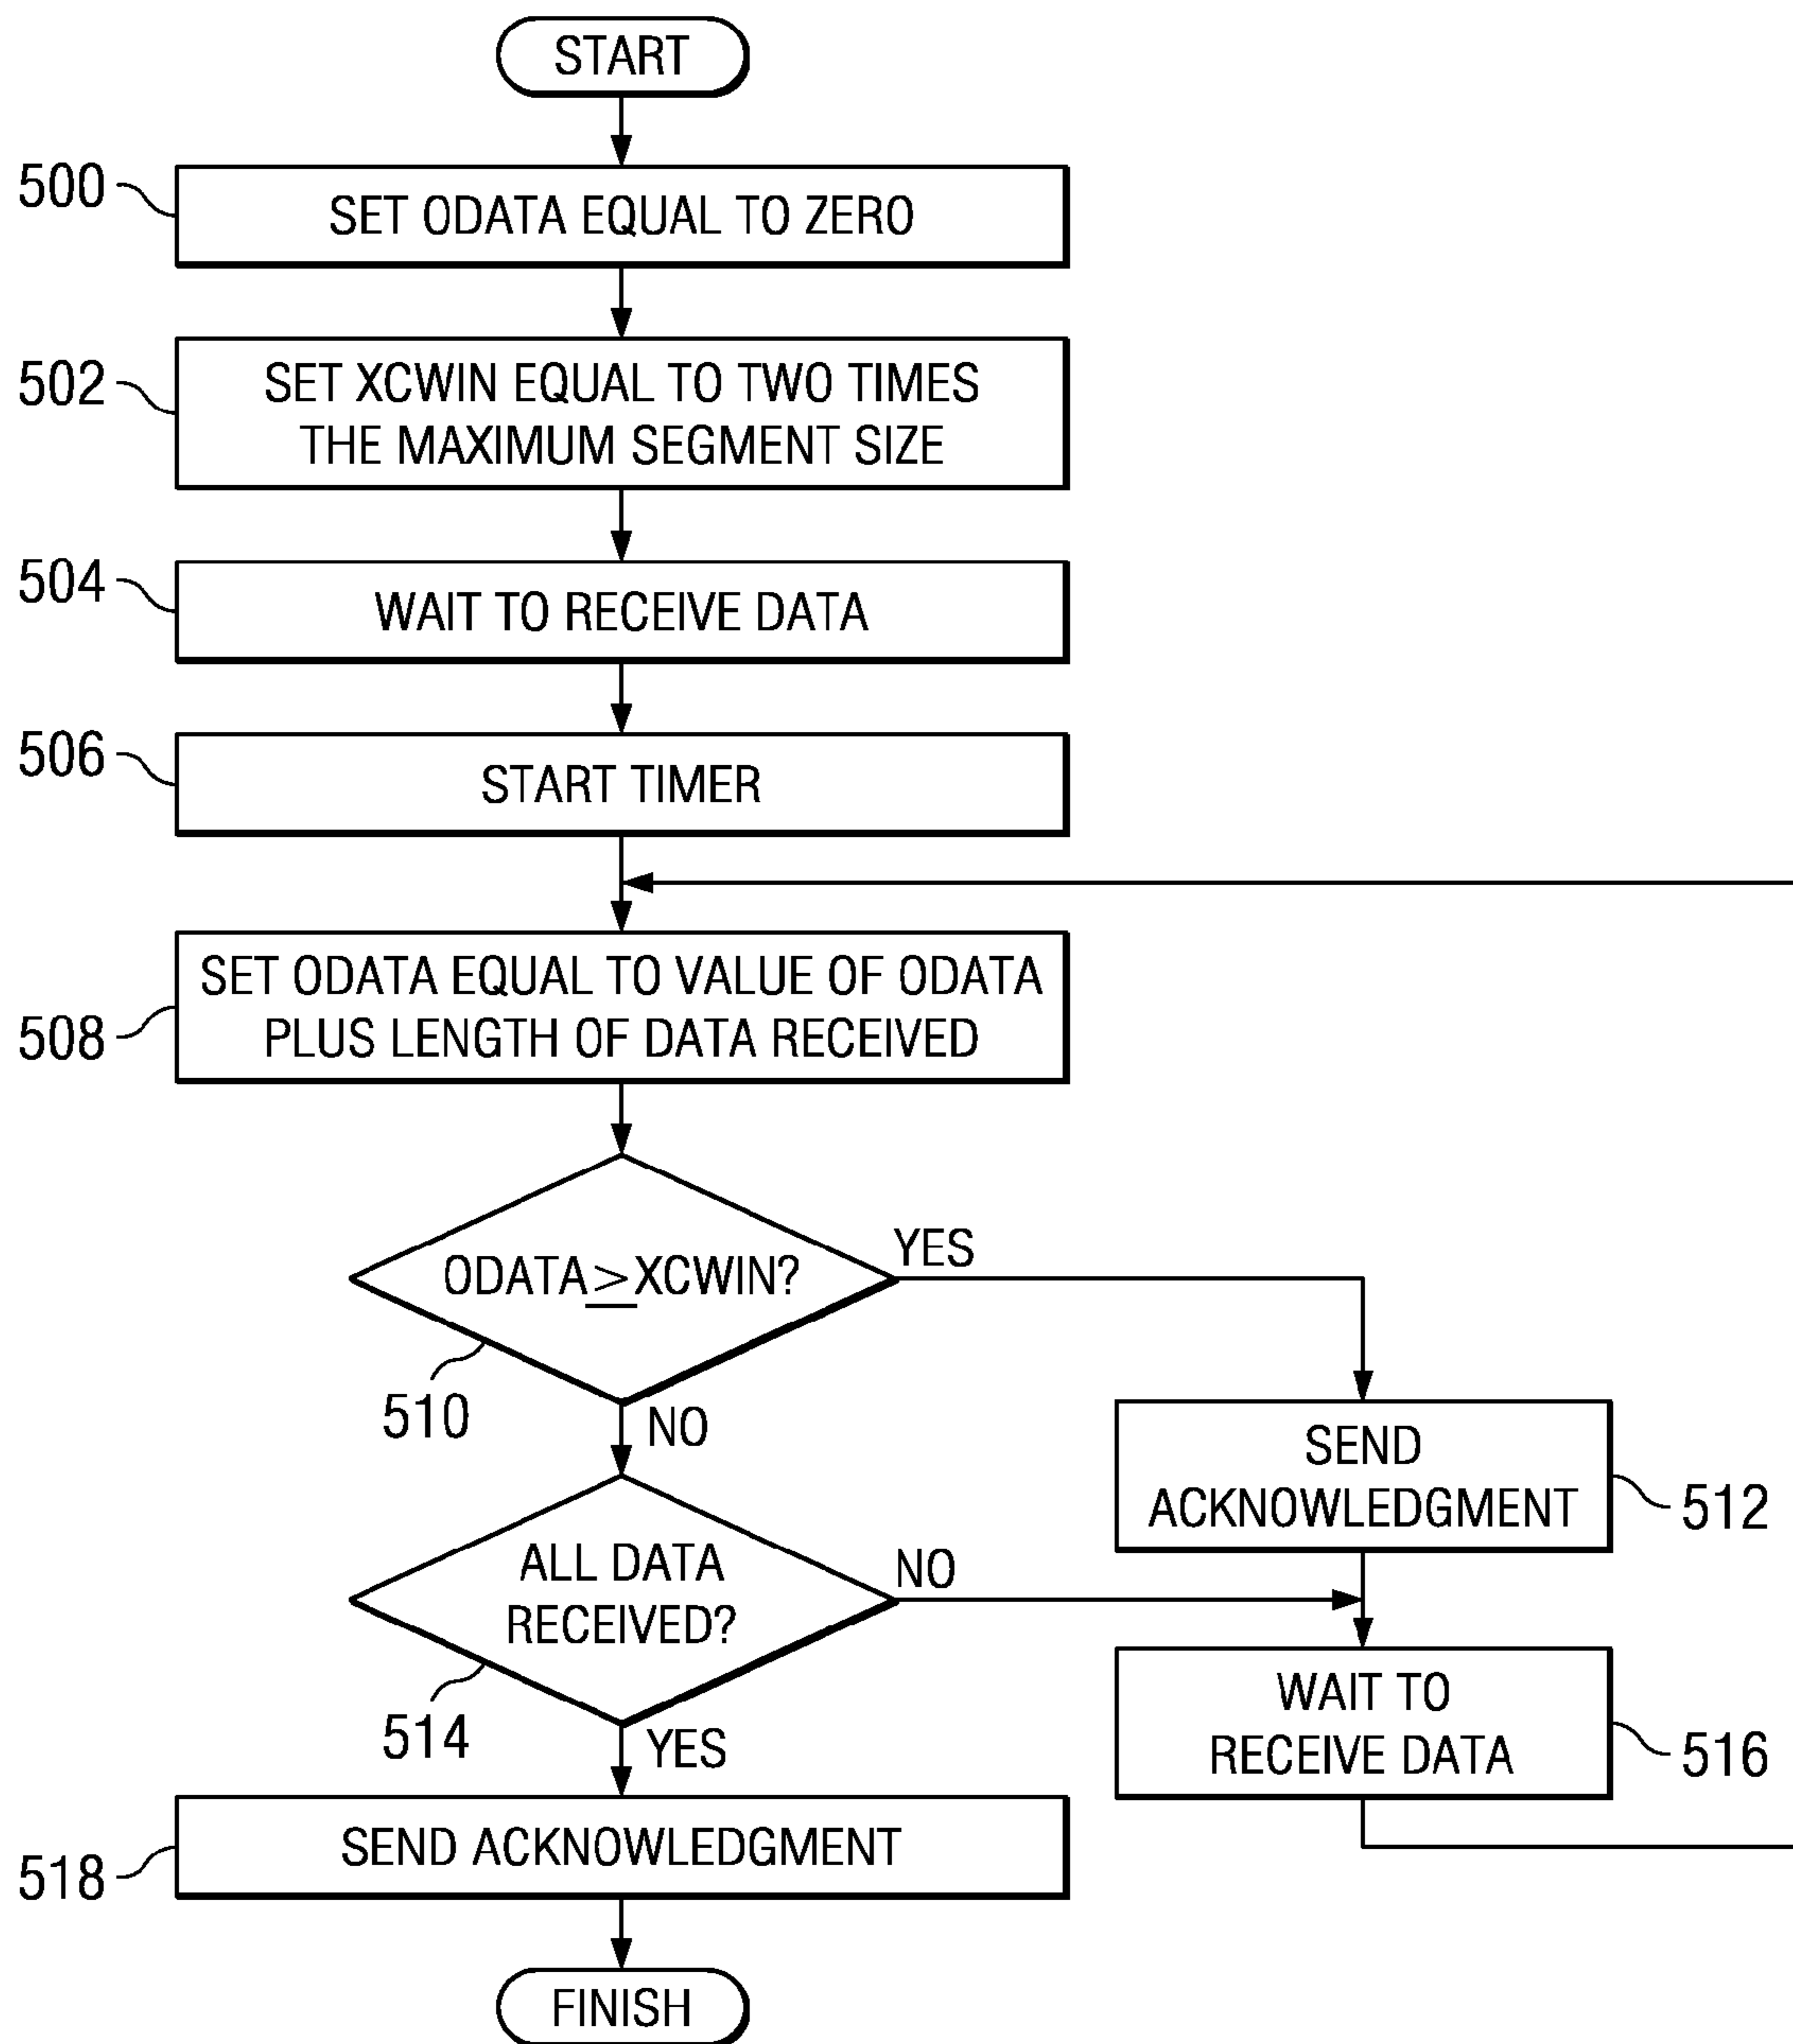 START
500
SET ODATA EQUAL TO ZERO
502
SET XCWIN EQUAL TO TWO TIMES
THE MAXIMUM SEGMENT SIZE
504
WAIT TO RECEIVE DATA
506
START TIMER
508
SET ODATA EQUAL TO VALUE OF ODATA
PLUS LENGTH OF DATA RECEIVED
ODATA≥XCWIN?
YES
510
NO
SEND
ACKNOWLEDGMENT
512
ALL DATA
RECEIVED?
NO
514
YES
WAIT TO
RECEIVE DATA
516
518
SEND ACKNOWLEDGMENT
FINISH